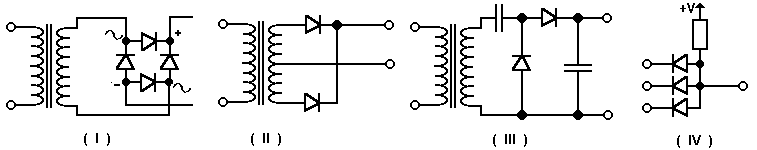 +V
+
-
( I )
( II )
( III )
( IV )